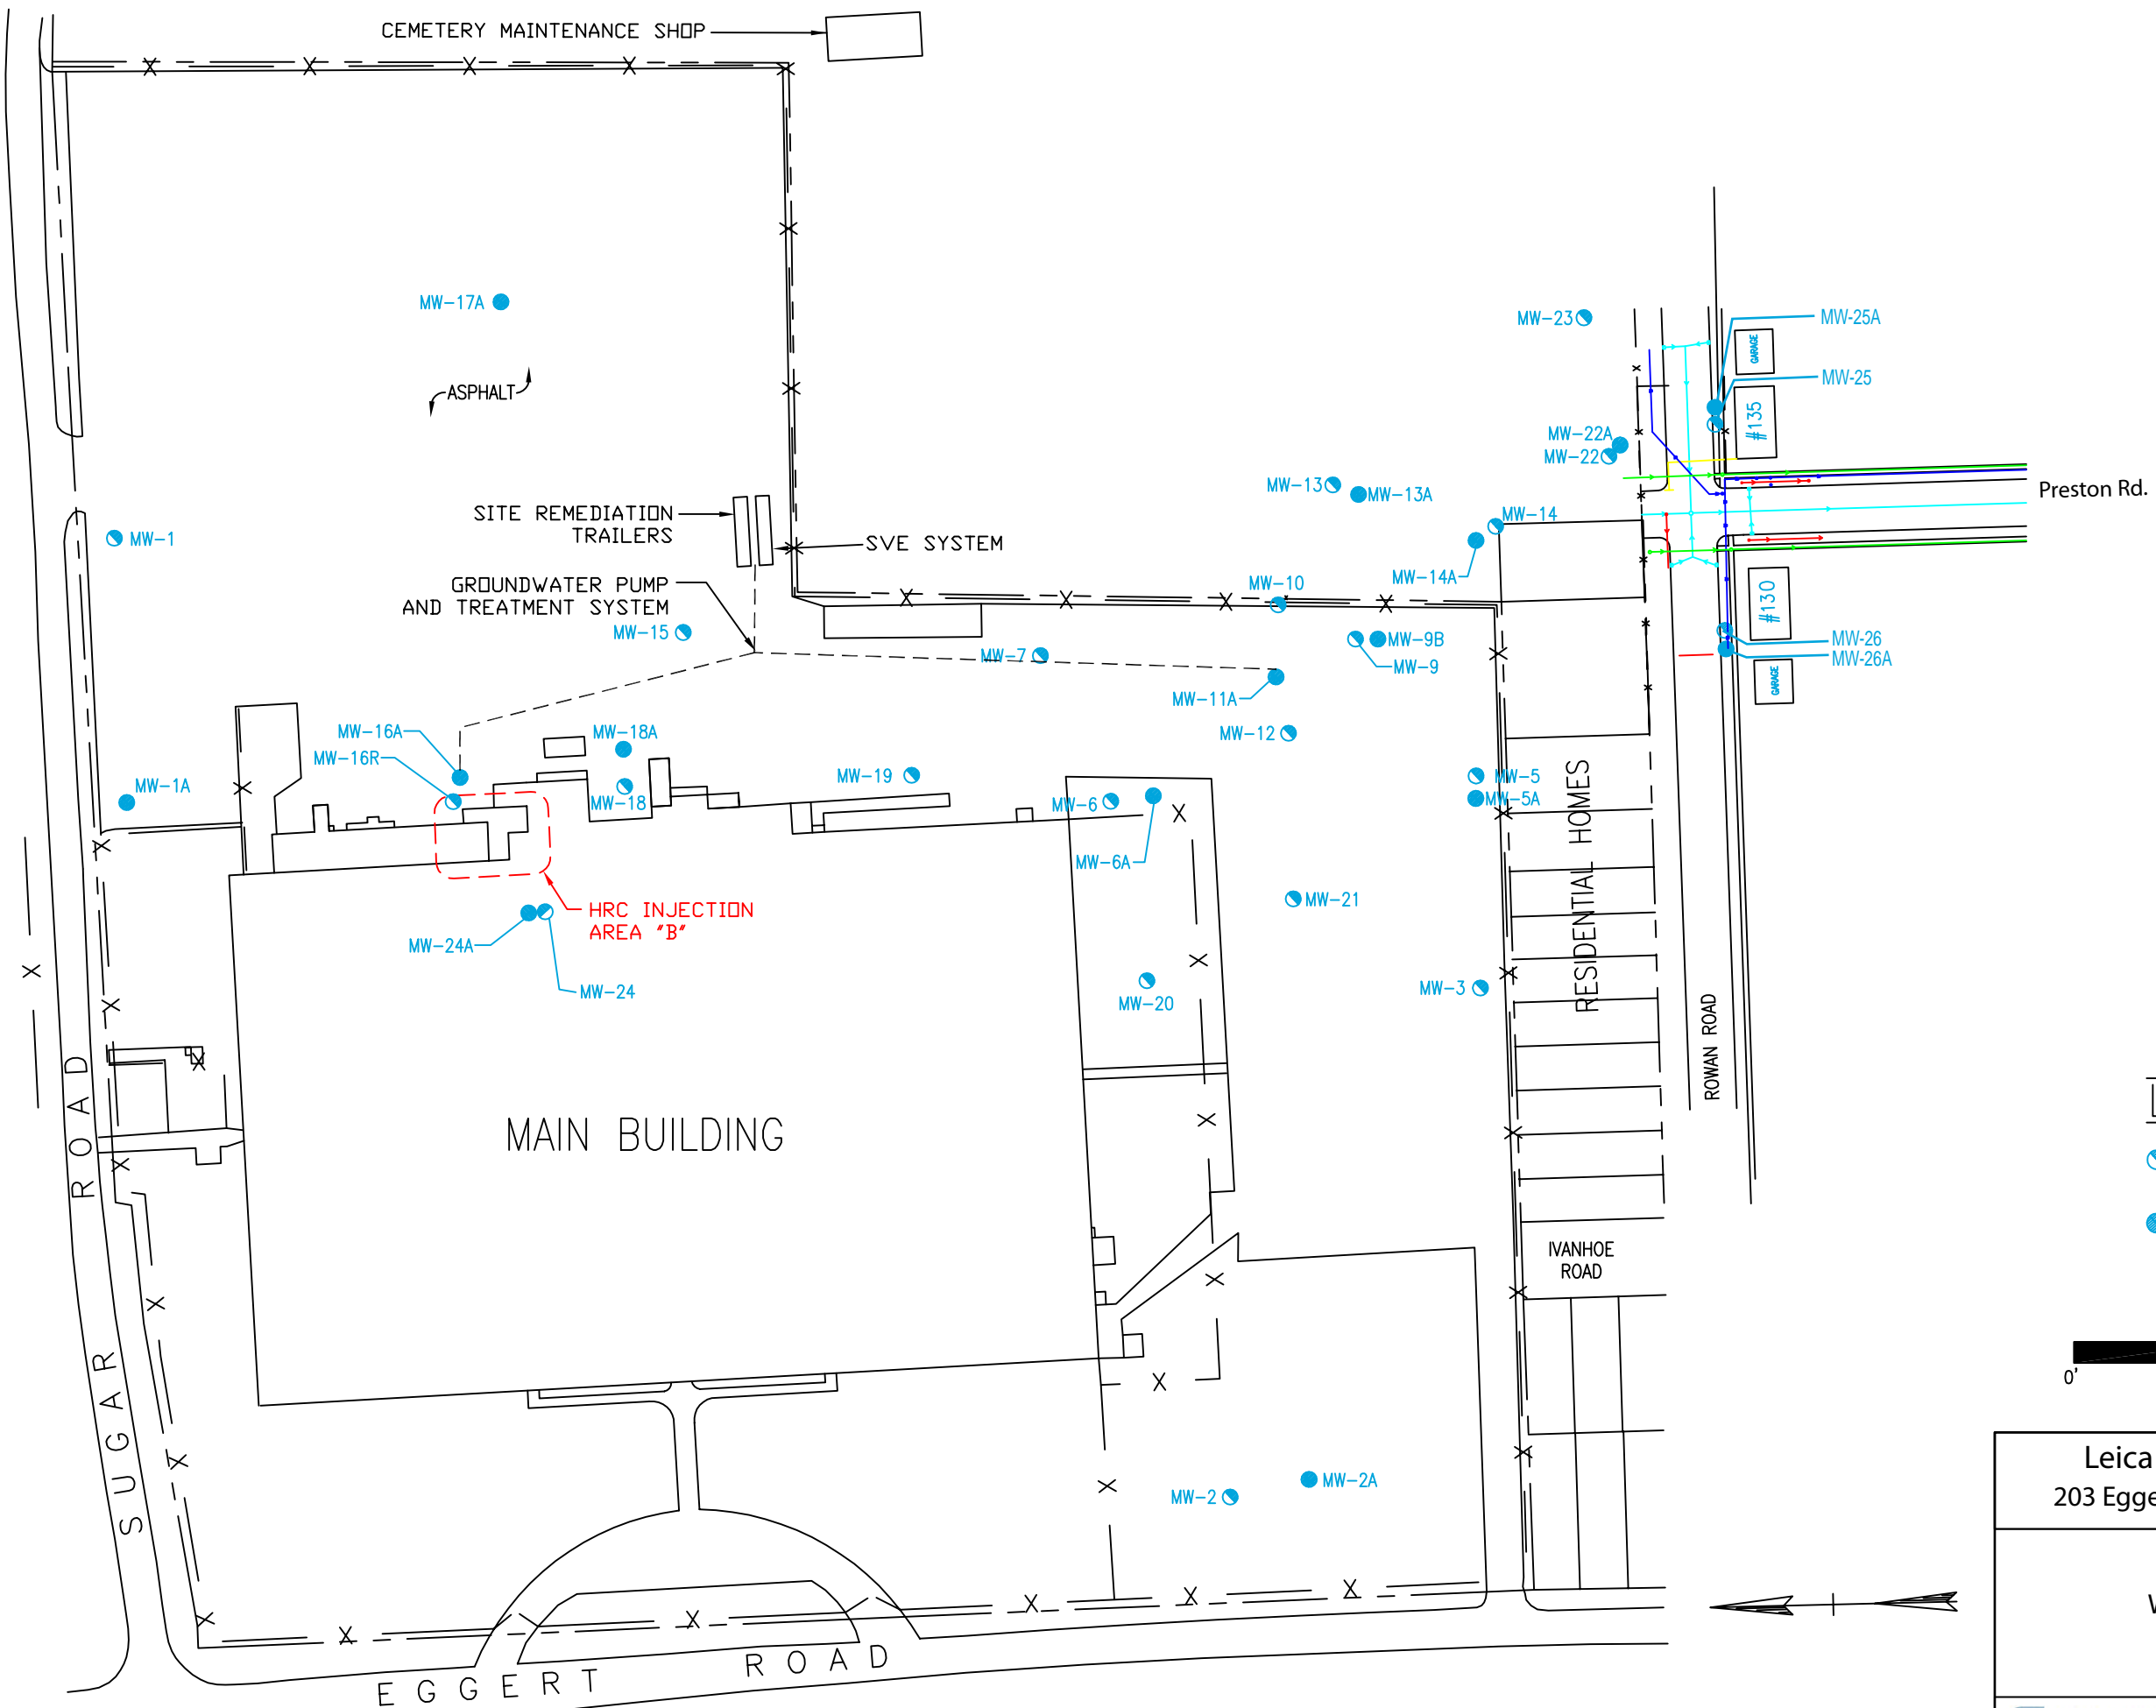 CEMETERY MAINTENANCE SHOP
MW-17A
ASPHALT
MW-23
MW-25A
MW-25
GARAGE
#135
MW-22A
MW-22
MW-13
MW-13A
Preston Rd.
MW-14
MW-14A
SITE REMEDIATION
TRAILERS
SVE SYSTEM
MW-1
GROUNDWATER PUMP
AND TREATMENT SYSTEM
MW-10
#130
MW-15
MW-7
MW-9B
MW-9
MW-26
MW-26A
GARAGE
MW-11A
MW-16A
MW-16R
MW-18A
MW-12
MW-1A
MW-18
MW-19
MW-6
MW-5
MW-5A
MW-6A
RESIDENTIAL HOMES
HRC INJECTION
AREA "B"
MW-24A
MW-24
MW-21
MW-20
MW-3
ROWAN ROAD
MAIN BUILDING
SUGAR ROAD
IVANHOE
ROAD
0'
MW-2
MW-2A
Leica
203 Egge
EGGERT ROAD